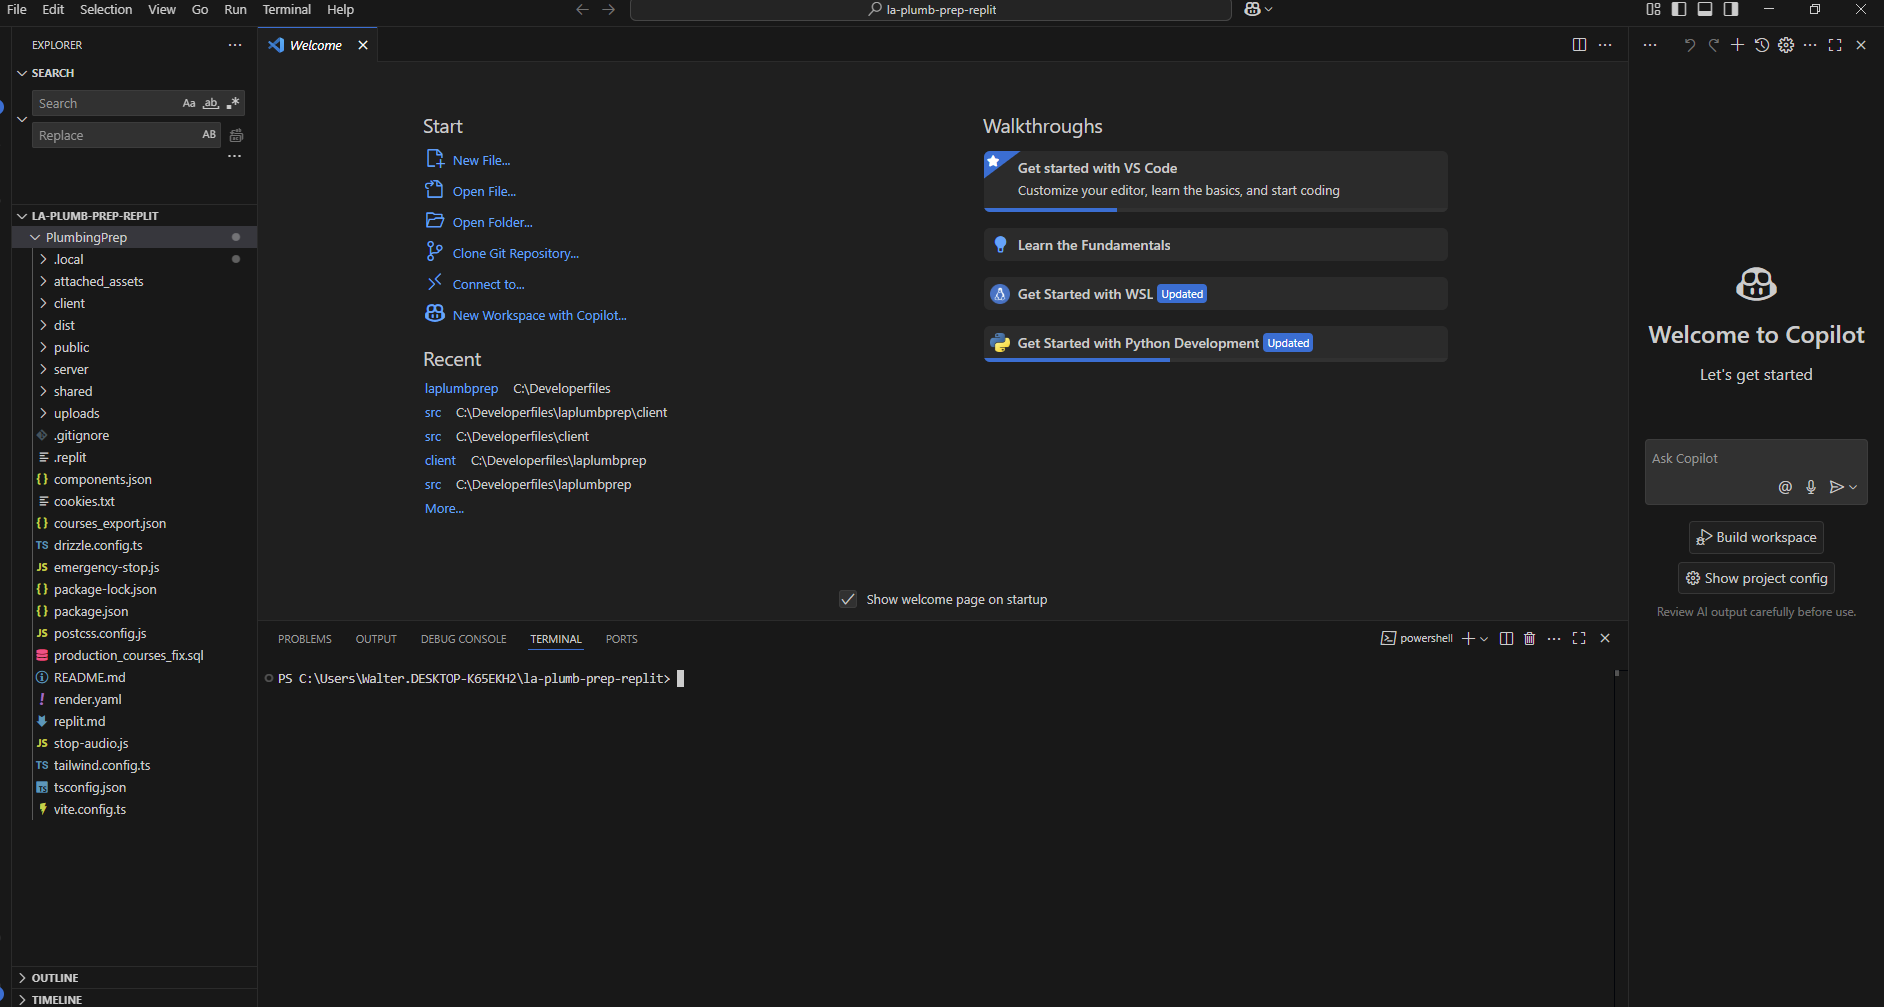 File Edit Selection View Go Run Terminal Help
la-plumb-prep-replit
EXPLORER
SEARCH
Search
Aa ab .*
Replace
AB
LA-PLUMB-PREP-REPLIT
PlumbingPrep
.local
attached_assets
client
dist
public
server
shared
uploads
.gitignore
.replit
{} components.json
cookies.txt
{} courses_export.json
TS drizzle.config.ts
JS emergency-stop.js
{} package-lock.json
{} package.json
JS postcss.config.js
production_courses_fix.sql
README.md
! render.yaml
replit.md
JS stop-audio.js
TS tailwind.config.ts
TS tsconfig.json
vite.config.ts
OUTLINE
TIMELINE
Welcome
Start
New File...
Open File...
Open Folder...
Clone Git Repository...
Connect to...
New Workspace with Copilot...
Recent
laplumbprep C:\Developerfiles
src C:\Developerfiles\laplumbprep\client
src C:\Developerfiles\client
client C:\Developerfiles\laplumbprep
src C:\Developerfiles\laplumbprep
More...
Walkthroughs
Get started with VS Code
Customize your editor, learn the basics, and start coding
Learn the Fundamentals
Get Started with WSL Updated
Get Started with Python Development Updated
Show welcome page on startup
PROBLEMS OUTPUT DEBUG CONSOLE TERMINAL PORTS
powershell
PS C:\Users\Walter.DESKTOP-K65EKH2\la-plumb-prep-replit>
Welcome to Copilot
Let's get started
Ask Copilot
@
Build workspace
Show project config
Review AI output carefully before use.